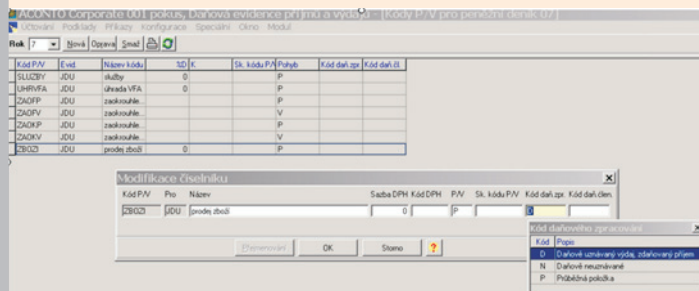 ACONTO Corporate 001 pokus, Daňová evidence příjmů a výdajů - [Kódy P/V pro peněžní deník 07]
Účtování Podklady Příkazy Konfigurace Speciální Okno Modul
Rok 7 Nová Oprava Smaž
Kód P/V Evid. Název kódu %D K Sk. kódu P/V Pohyb Kód daň.zpr. Kód daň.čl.
SLUZBY JDU služby 0 P
UHRVFA JDU úhrada VFA 0 P
ZAOFP JDU zaokrouhle... P
ZAOFV JDU zaokrouhle... V
ZAOKP JDU zaokrouhle... P
ZAOKV JDU zaokrouhle... V
ZBOZI JDU prodej zboží 0 P
Modifikace číselníku
Kód P/V Pro Název Sazba DPH Kód DPH P/V Sk. kódu P/V Kód daň.zpr. Kód daň.člen.
ZBOZI JDU prodej zboží 0 P D
Přejmenování OK Storno ?
Kód daňového zpracování
Kód Popis
D Daňově uznávaný výdaj, zdaňovaný příjem
N Daňově neuznávané
P Průběžná položka